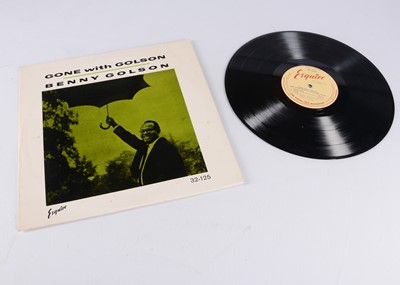 GONE with GOLSON
BENNY GOLSON
32-125
Esquire
Esquire